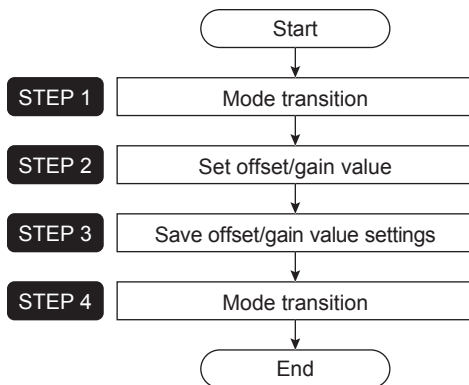 Start
STEP 1 Mode transition
STEP 2 Set offset/gain value
STEP 3 Save offset/gain value settings
STEP 4 Mode transition
End